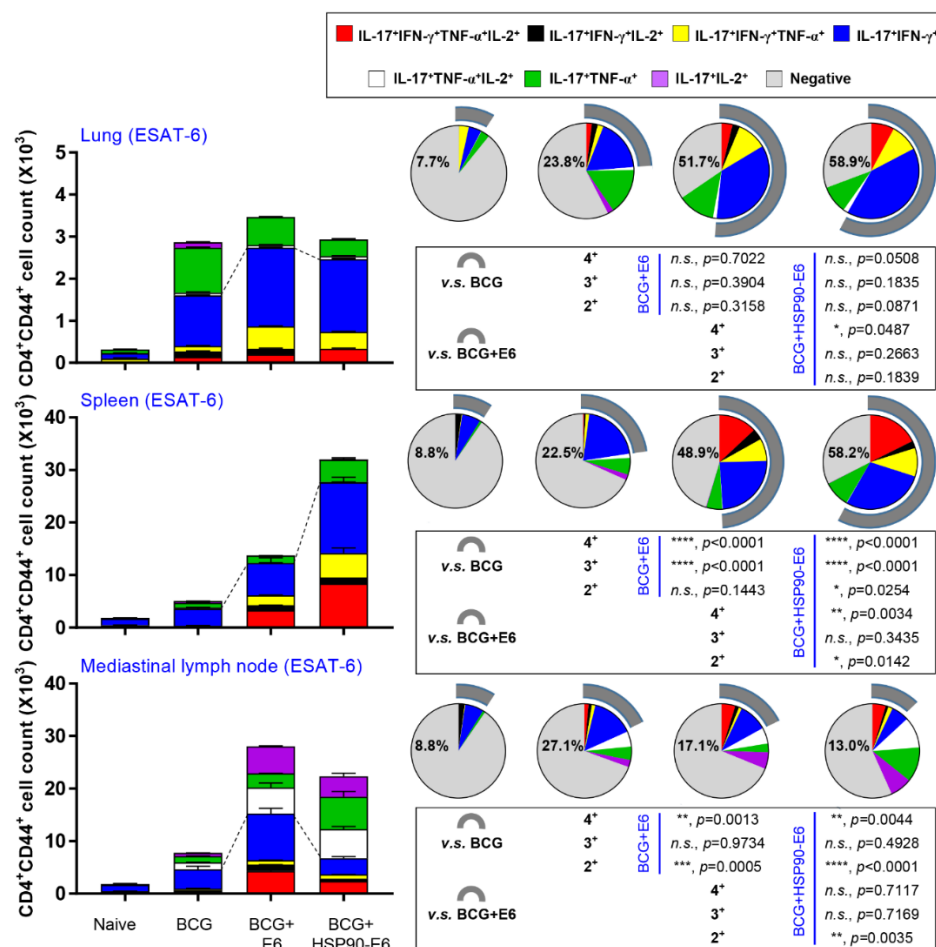 IL-17⁺IFN-γ⁺TNF-α⁺IL-2⁺ IL-17⁺IFN-γ⁺IL-2⁺ IL-17⁺IFN-γ⁺TNF-α⁺ IL-17⁺IFN-γ⁺
IL-17⁺TNF-α⁺IL-2⁺ IL-17⁺TNF-α⁺ IL-17⁺IL-2⁺ Negative
Lung (ESAT-6)
CD4⁺CD44⁺ cell count (X10³)
5
4
3
2
1
0
7.7% 23.8% 51.7% 58.9%
v.s. BCG
BCG+E6
BCG+HSP90-E6
4⁺ n.s., p=0.7022 n.s., p=0.0508
3⁺ n.s., p=0.3904 n.s., p=0.1835
2⁺ n.s., p=0.3158 n.s., p=0.0871
v.s. BCG+E6
4⁺ *, p=0.0487
3⁺ n.s., p=0.2663
2⁺ n.s., p=0.1839
Spleen (ESAT-6)
CD4⁺CD44⁺ cell count (X10³)
40
30
20
10
0
8.8% 22.5% 48.9% 58.2%
v.s. BCG
BCG+E6
BCG+HSP90-E6
4⁺ ****, p<0.0001 ****, p<0.0001
3⁺ ****, p<0.0001 ****, p<0.0001
2⁺ n.s., p=0.1443 *, p=0.0254
v.s. BCG+E6
4⁺ **, p=0.0034
3⁺ n.s., p=0.3435
2⁺ *, p=0.0142
Mediastinal lymph node (ESAT-6)
CD4⁺CD44⁺ cell count (X10³)
40
30
20
10
0
8.8% 27.1% 17.1% 13.0%
v.s. BCG
BCG+E6
BCG+HSP90-E6
4⁺ **, p=0.0013 **, p=0.0044
3⁺ n.s., p=0.9734 n.s., p=0.4928
2⁺ ***, p=0.0005 ****, p<0.0001
v.s. BCG+E6
4⁺ n.s., p=0.7117
3⁺ n.s., p=0.7169
2⁺ **, p=0.0035
Naive BCG BCG+ BCG+
E6 HSP90-E6